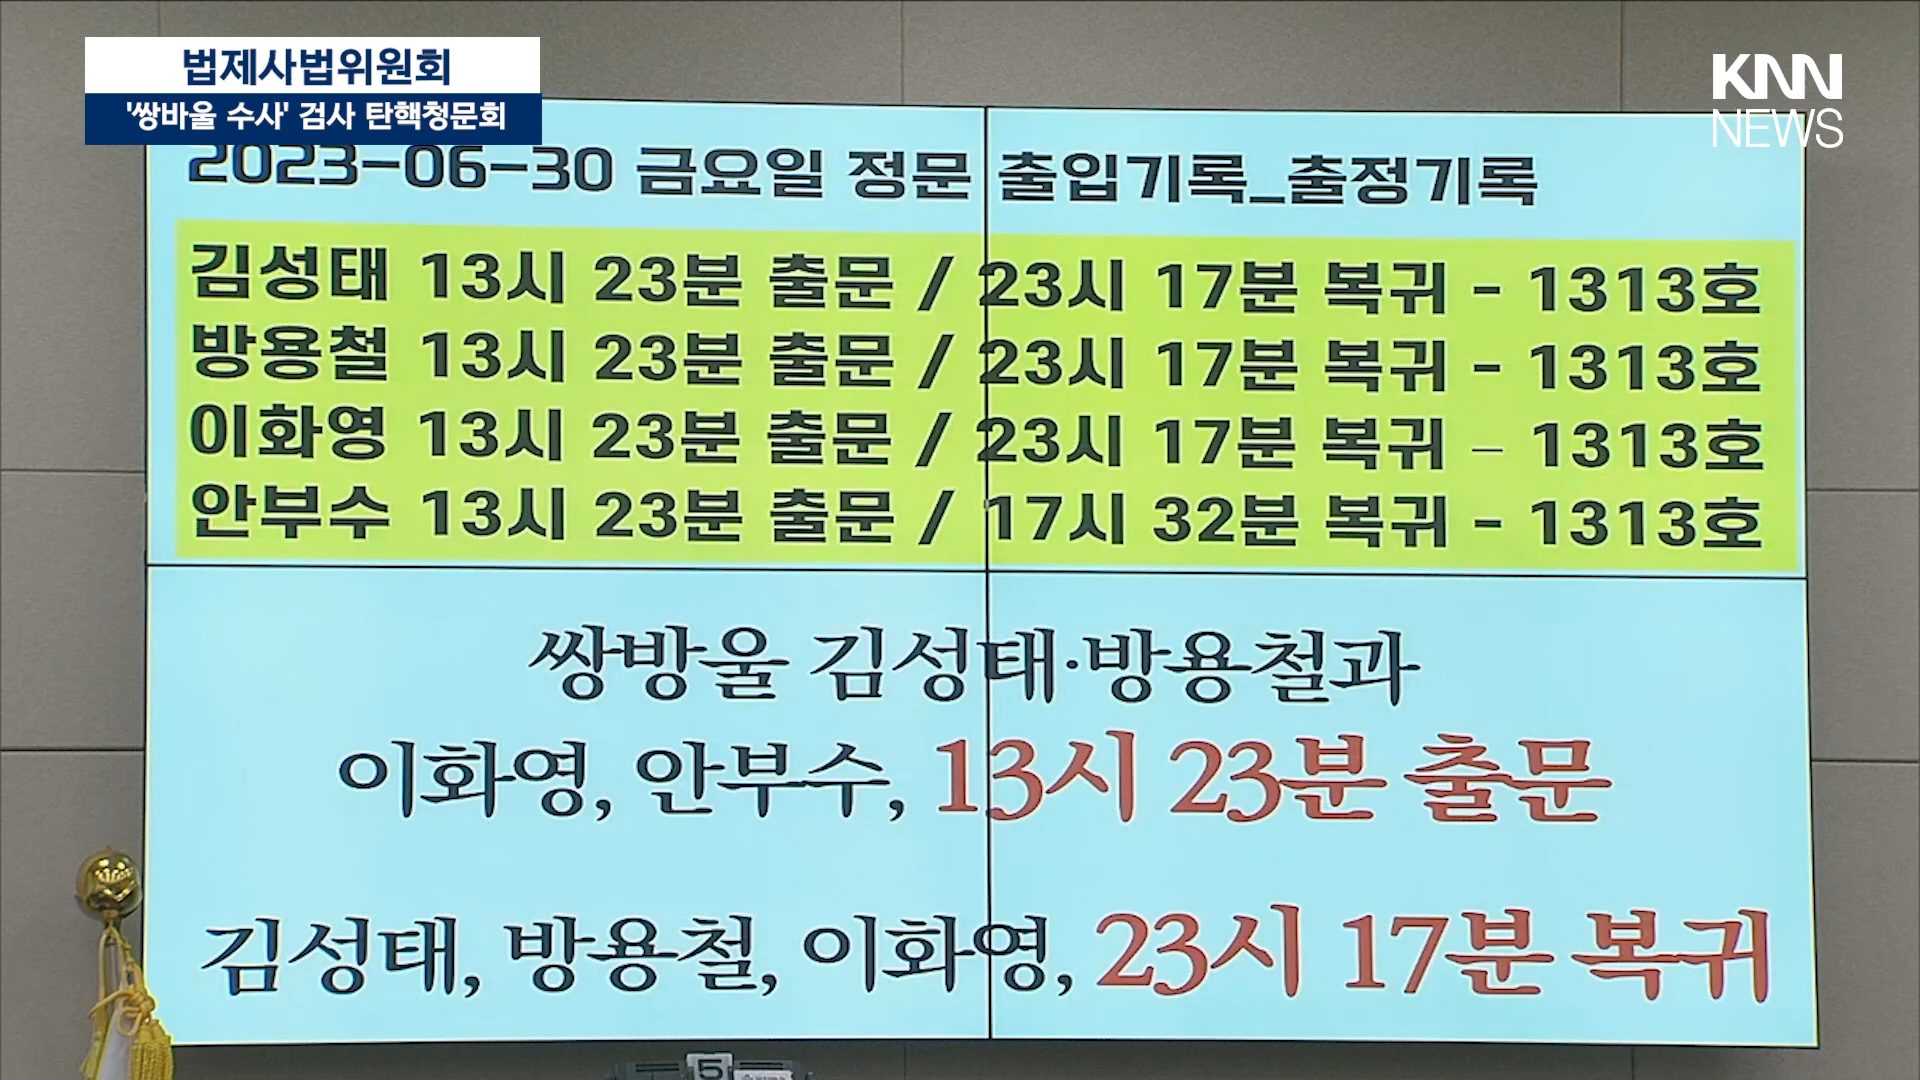 법제사법위원회
'쌍바울 수사' 검사 탄핵청문회
KNN
NEWS
2023-06-30 금요일 정문 출입기록_출정기록
김성태 13시 23분 출문 / 23시 17분 복귀 - 1313호
방용철 13시 23분 출문 / 23시 17분 복귀 - 1313호
이화영 13시 23분 출문 / 23시 17분 복귀 – 1313호
안부수 13시 23분 출문 / 17시 32분 복귀 - 1313호
쌍방울 김성태·방용철과
이화영, 안부수, 13시 23분 출문
김성태, 방용철, 이화영, 23시 17분 복귀
5